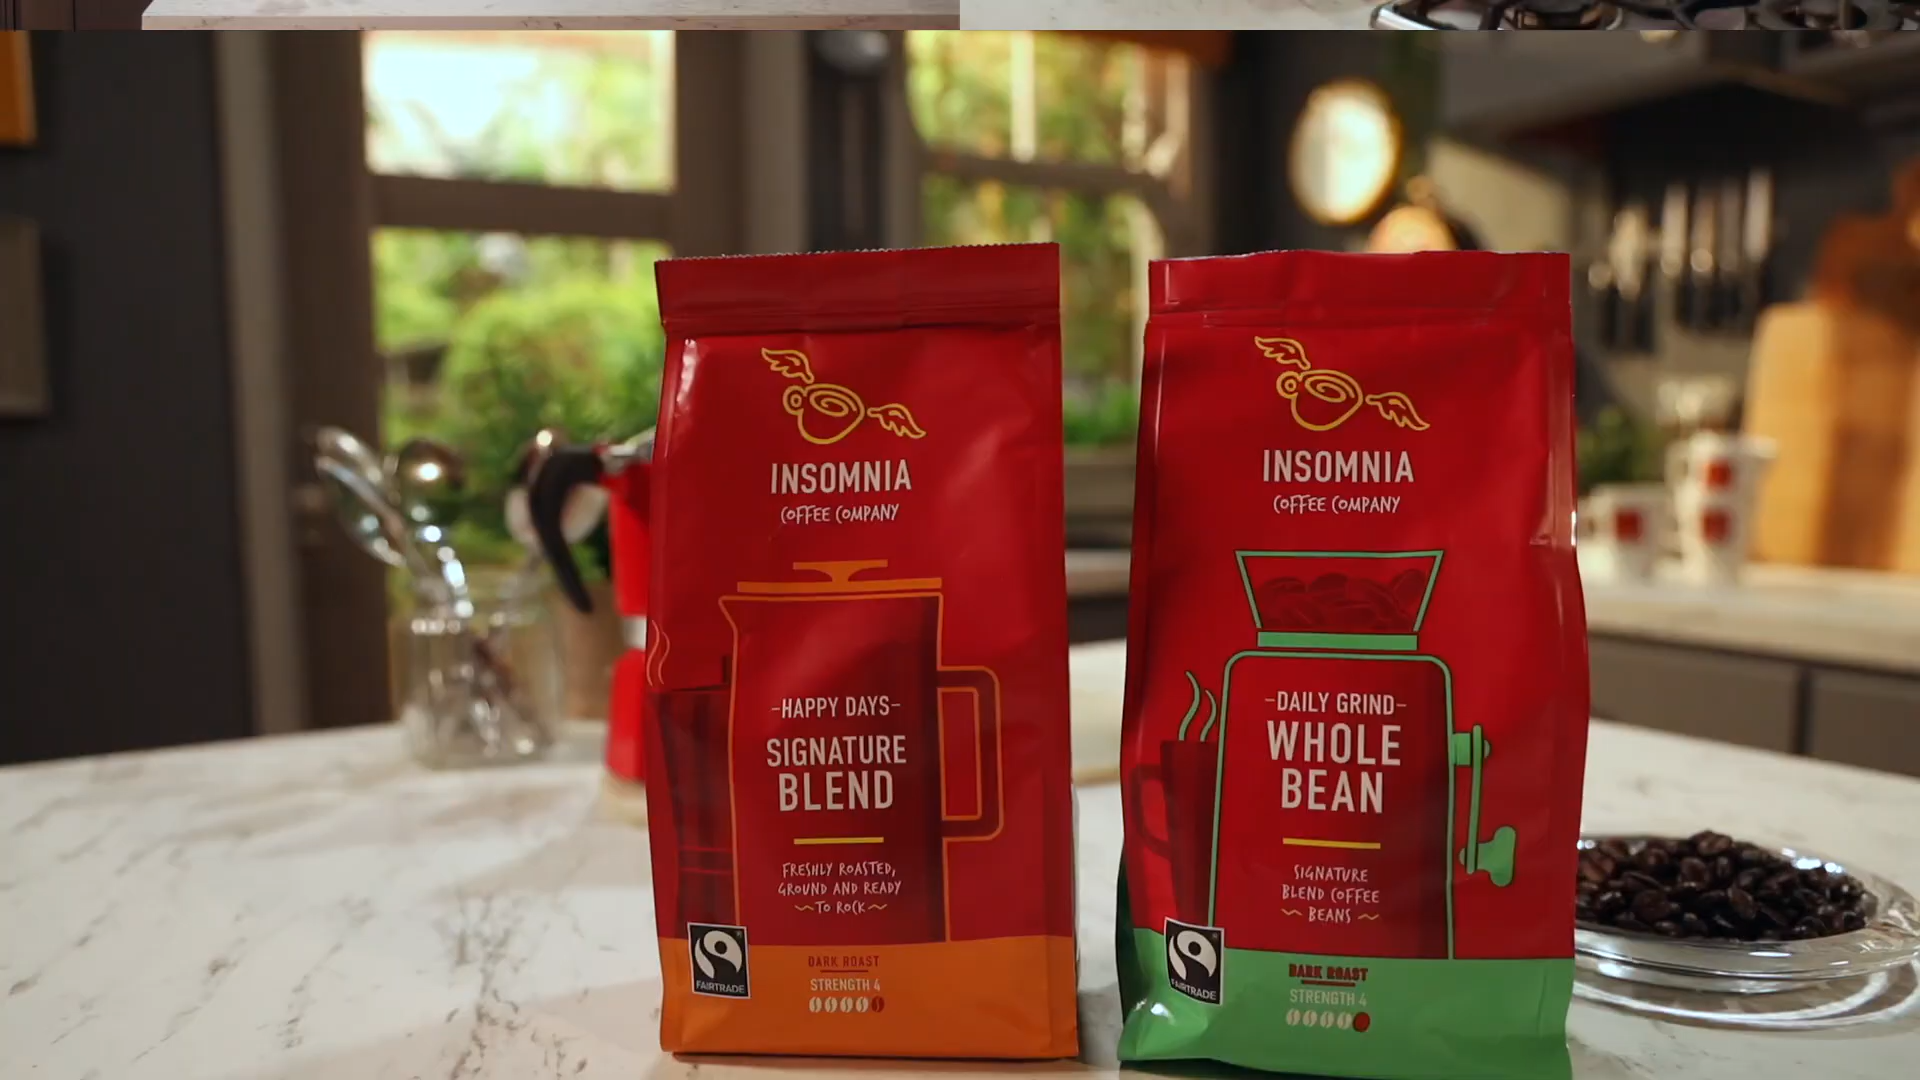 INSOMNIA
COFFEE COMPANY
-HAPPY DAYS-
SIGNATURE
BLEND
FRESHLY ROASTED,
GROUND AND READY
~TO ROCK~
FAIRTRADE
DARK ROAST
STRENGTH 4
INSOMNIA
COFFEE COMPANY
-DAILY GRIND-
WHOLE
BEAN
SIGNATURE
BLEND COFFEE
~ BEANS ~
FAIRTRADE
DARK ROAST
STRENGTH 4